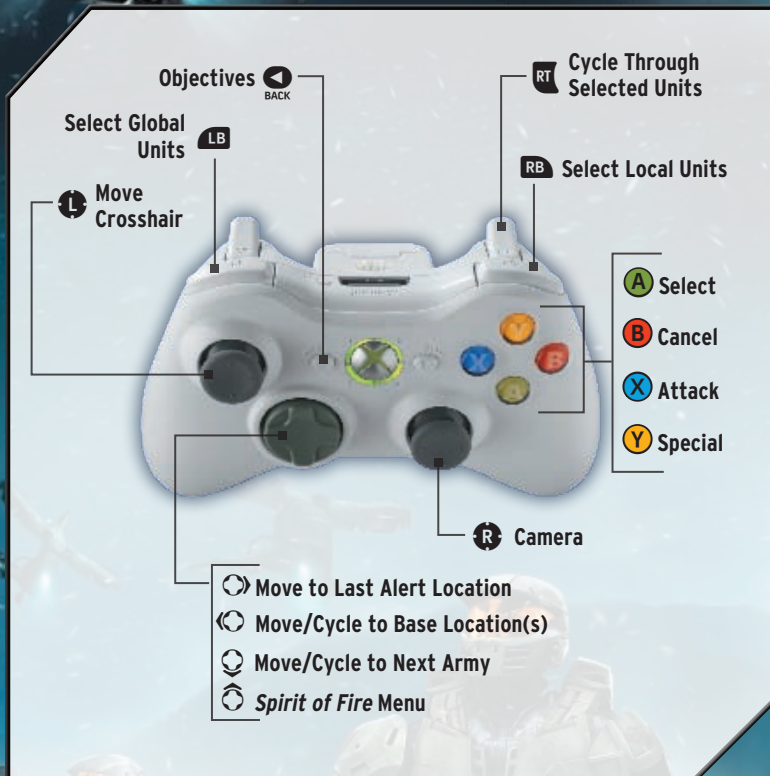 Objectives
BACK
RT
Cycle Through
Selected Units
Select Global
Units
LB
RB
Select Local Units
L
Move
Crosshair
A Select
B Cancel
X Attack
Y Special
Y
X
B
A
R
Camera
Move to Last Alert Location
Move/Cycle to Base Location(s)
Move/Cycle to Next Army
Spirit of Fire Menu